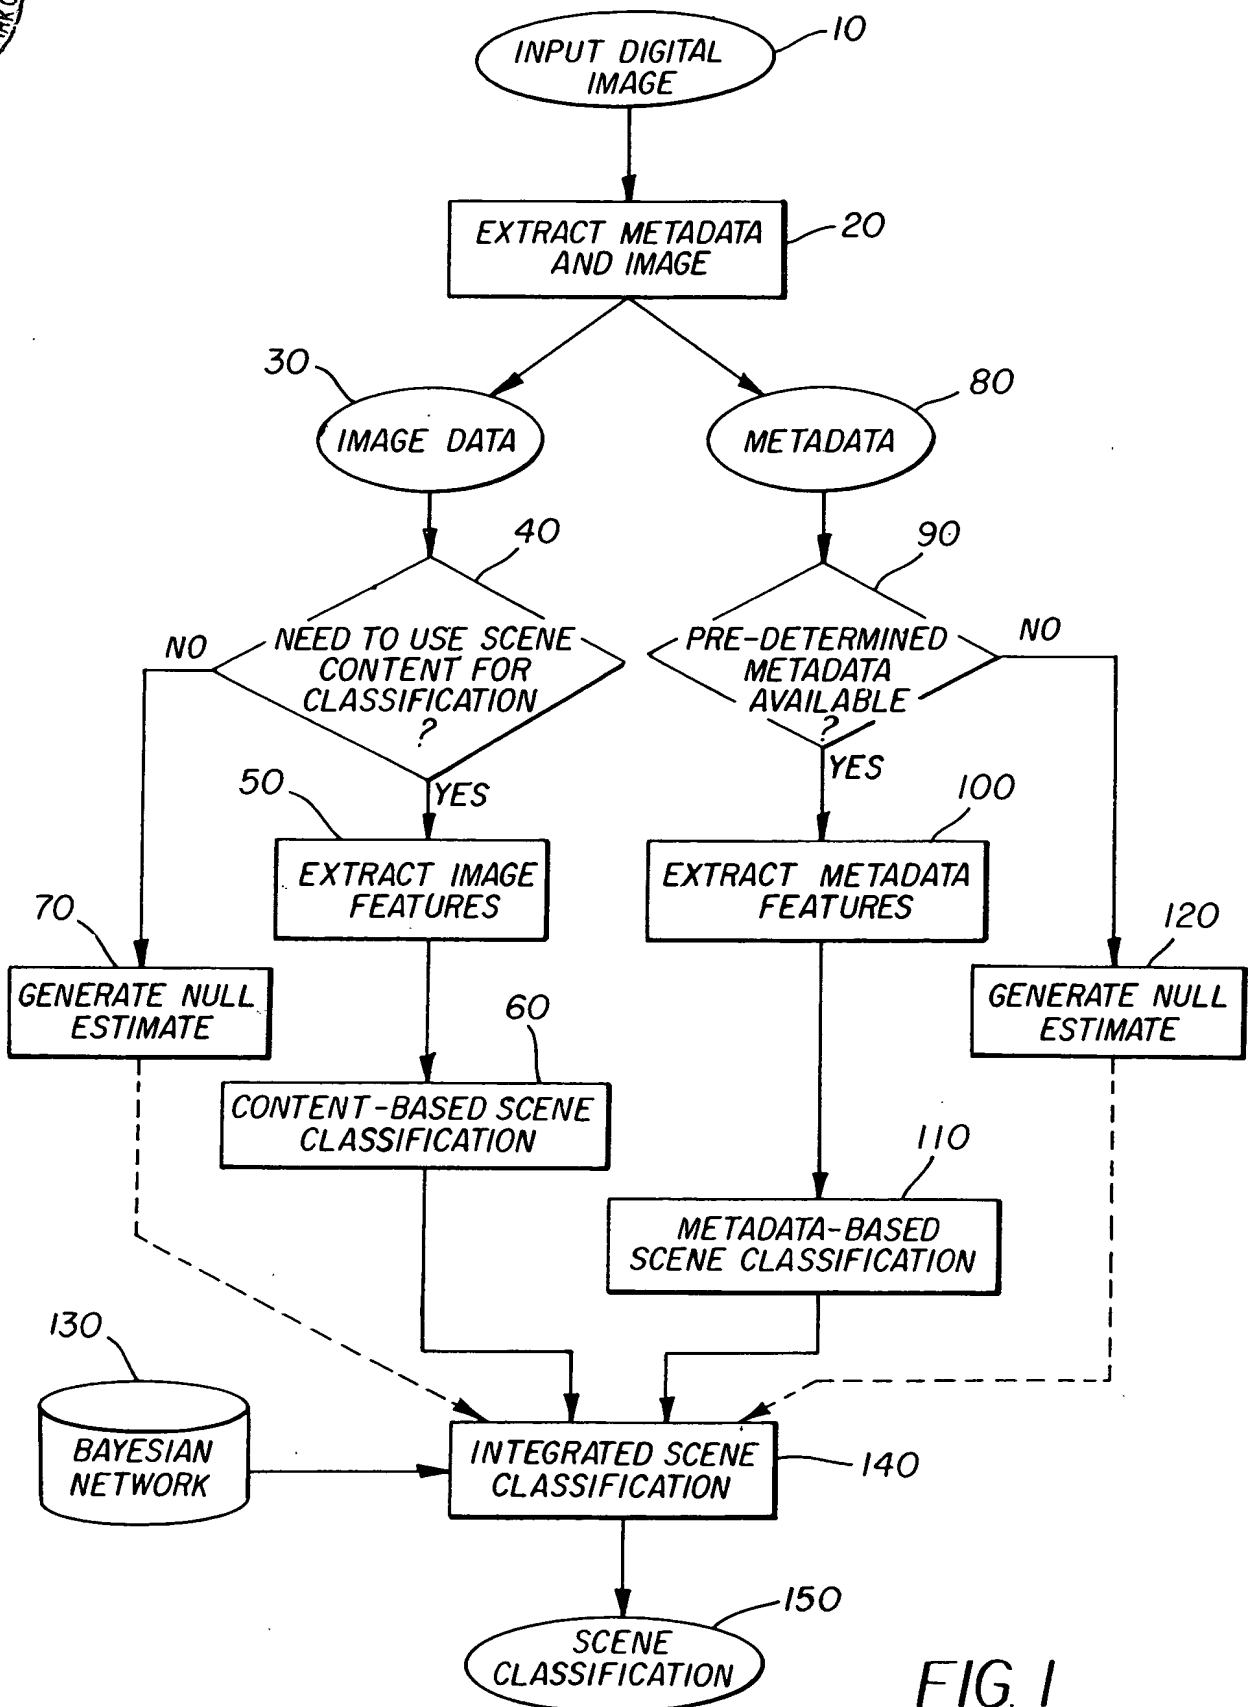 10
INPUT DIGITAL
IMAGE
20
EXTRACT METADATA
AND IMAGE
30
80
IMAGE DATA
METADATA
40
90
NO
NEED TO USE SCENE
CONTENT FOR
CLASSIFICATION
?
PRE-DETERMINED
METADATA
AVAILABLE
?
NO
YES
YES
50
100
EXTRACT IMAGE
FEATURES
EXTRACT METADATA
FEATURES
70
120
GENERATE NULL
ESTIMATE
GENERATE NULL
ESTIMATE
60
CONTENT-BASED SCENE
CLASSIFICATION
110
METADATA-BASED
SCENE CLASSIFICATION
130
BAYESIAN
NETWORK
INTEGRATED SCENE
CLASSIFICATION
140
150
SCENE
CLASSIFICATION
FIG. 1